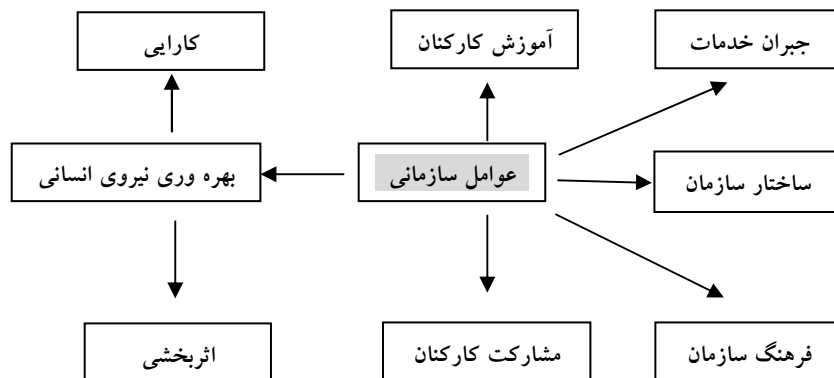 جبران خدمات
آموزش کارکنان
کارایی
ساختار سازمان
عوامل سازمانی
بهره وری نیروی انسانی
فرهنگ سازمان
مشارکت کارکنان
اثربخشی